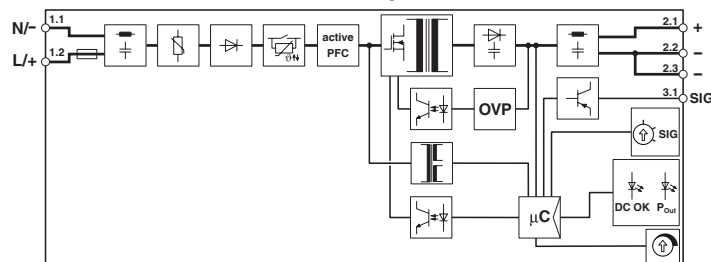 N/− 1.1
L/+ 1.2
active
PFC
2.1 +
2.2 −
2.3 −
3.1 SIG
OVP
SIG
ϑ
µC
DC OK P Out